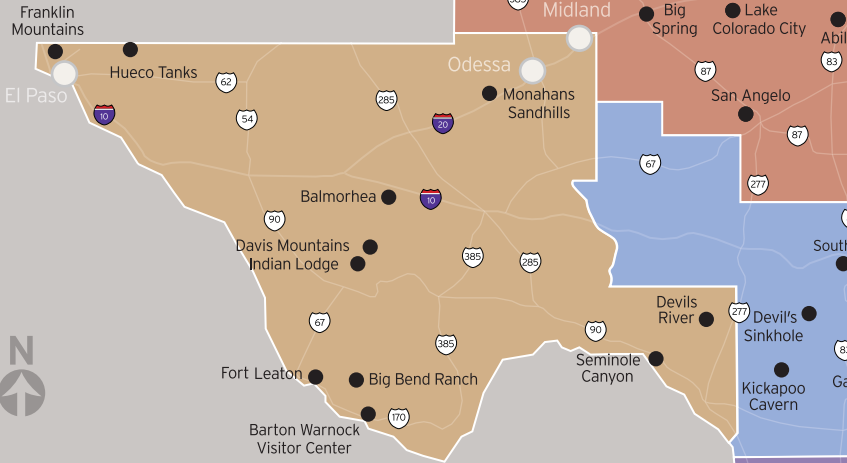 385
Midland
Big
Spring
Lake
Colorado City
Franklin
Mountains
Hueco Tanks
El Paso
10
62
54
285
20
Odessa
Monahans
Sandhills
87
83
San Angelo
87
67
277
Balmorhea
10
90
Davis Mountains
Indian Lodge
385
285
67
385
90
Devils
River
277
Devil's
Sinkhole
Seminole
Canyon
Kickapoo
Cavern
Fort Leaton
Big Bend Ranch
170
Barton Warnock
Visitor Center
N